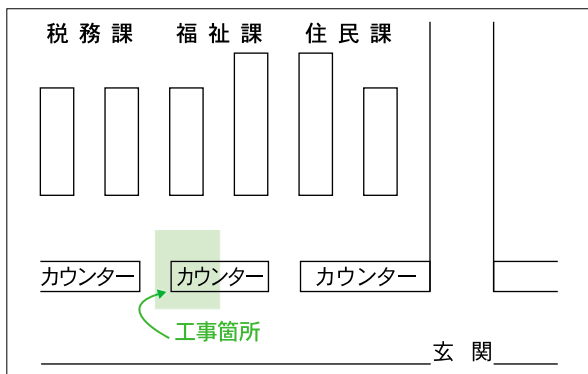 税務課 福祉課 住民課
カウンター カウンター カウンター
工事箇所
玄関